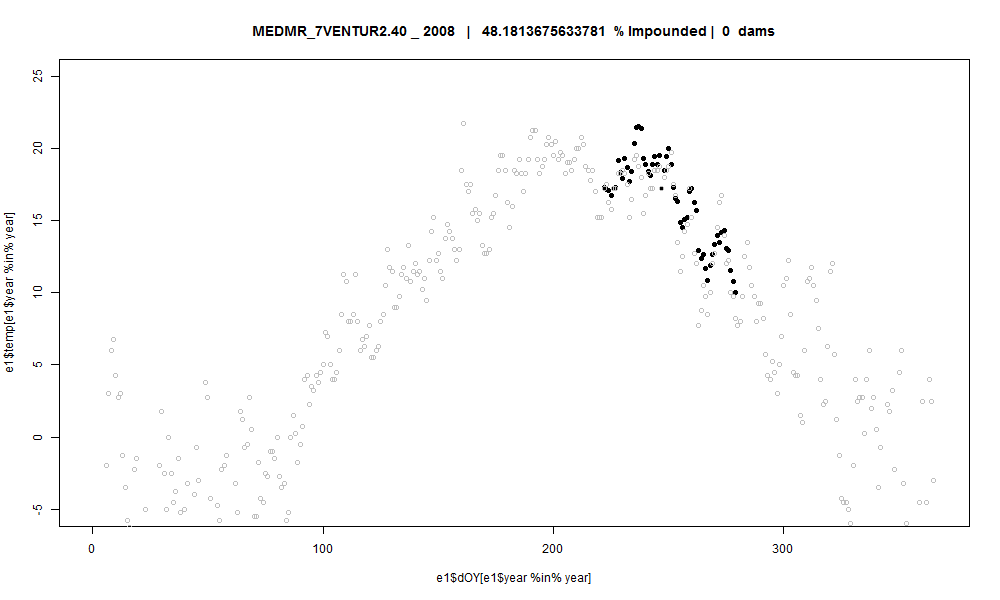 MEDMR_7VENTUR2.40 _ 2008 | 48.1813675633781 % Impounded | 0 dams
e1$temp[e1$year %in% year]
25
20
15
10
5
0
-5
0 100 200 300
e1$dOY[e1$year %in% year]